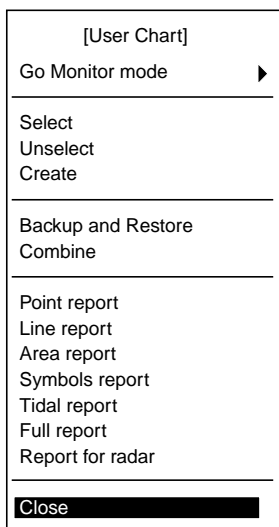 [User Chart]
Go Monitor mode
Select
Unselect
Create
Backup and Restore
Combine
Point report
Line report
Area report
Symbols report
Tidal report
Full report
Report for radar
Close